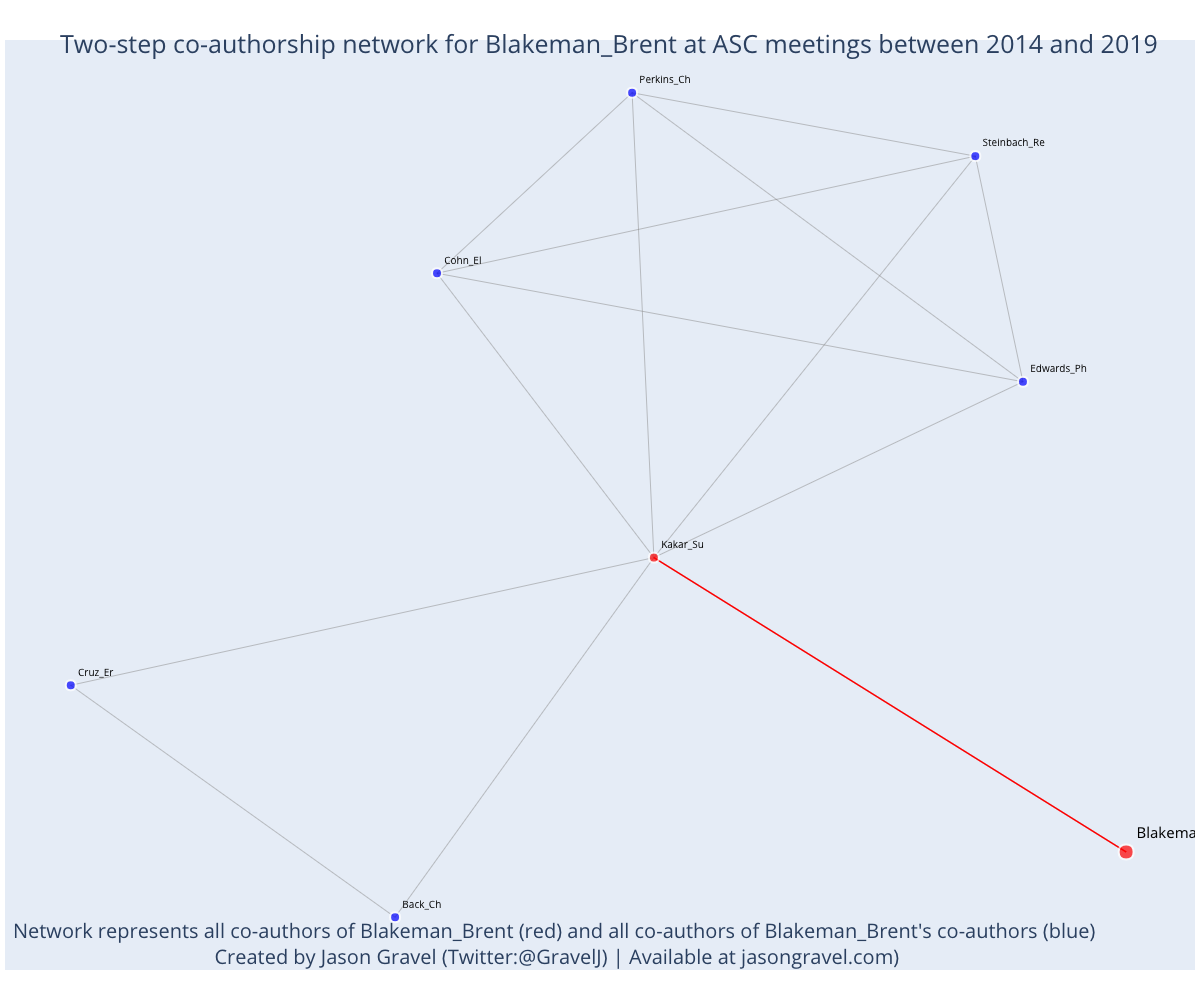 Two-step co-authorship network for Blakeman_Brent at ASC meetings between 2014 and 2019
Perkins_Ch
Steinbach_Re
Cohn_El
Edwards_Ph
Kakar_Su
Cruz_Er
Blakema
Back_Ch
Network represents all co-authors of Blakeman_Brent (red) and all co-authors of Blakeman_Brent's co-authors (blue)
Created by Jason Gravel (Twitter:@GravelJ) | Available at jasongravel.com)